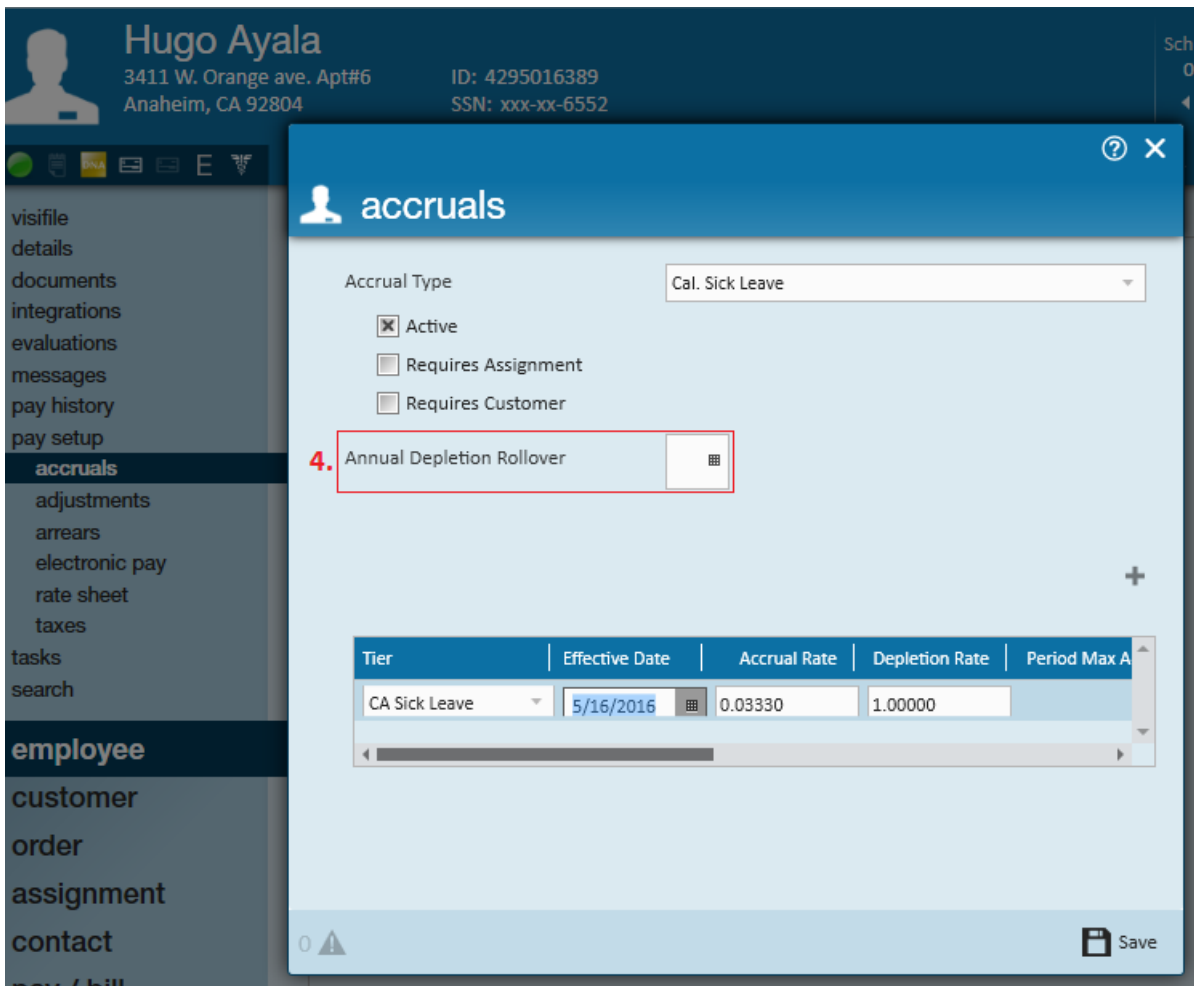 Hugo Ayala
3411 W. Orange ave. Apt#6 ID: 4295016389
Anaheim, CA 92804 SSN: xxx-xx-6552
Sch
0
DNA E
visifile
details
documents
integrations
evaluations
messages
pay history
pay setup
accruals
adjustments
arrears
electronic pay
rate sheet
taxes
tasks
search
employee
customer
order
assignment
contact
pay / bill
accruals
Accrual Type Cal. Sick Leave
Active
Requires Assignment
Requires Customer
4. Annual Depletion Rollover
Tier Effective Date Accrual Rate Depletion Rate Period Max A
CA Sick Leave 5/16/2016 0.03330 1.00000
0
Save